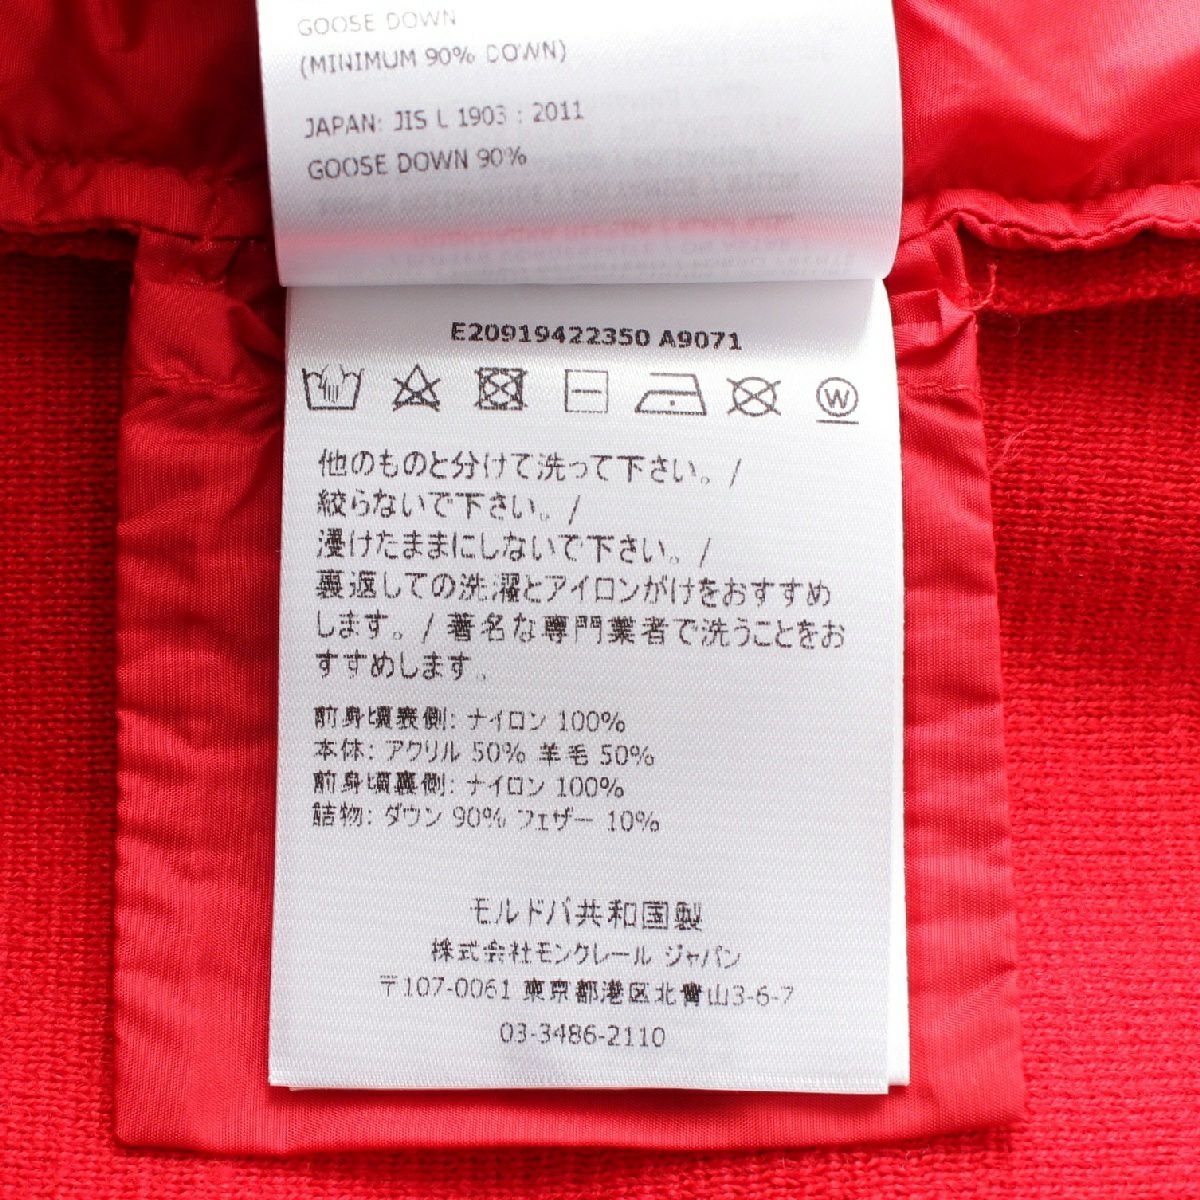 GOOSE DOWN
(MINIMUM 90% DOWN)
JAPAN: JIS L 1903 : 2011
GOOSE DOWN 90%
E20919422350 A9071
W
他のものと分けて洗って下さい。/
絞らないで下さい。/
浸けたままにしないで下さい。/
裏返しての洗濯とアイロンがけをおすすめ
します。/ 著名な専門業者で洗うことをお
すすめします。
前身頃表側: ナイロン 100%
本体: アクリル 50% 羊毛 50%
前身頃裏側: ナイロン 100%
詰物: ダウン 90% フェザー 10%
モルドバ共和国製
株式会社モンクレール ジャパン
〒107-0061 東京都港区北青山3-6-7
03-3486-2110